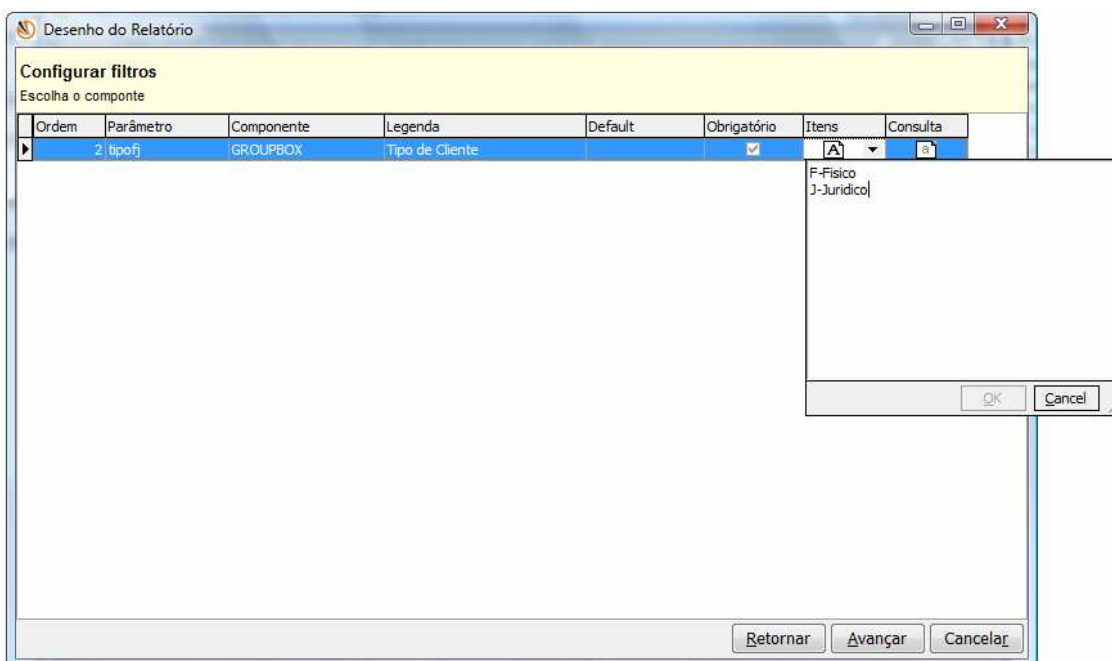 Desenho do Relatório
Configurar filtros
Escolha o componte
Ordem Parâmetro Componente Legenda Default Obrigatório Itens Consulta
2 tipofj GROUPBOX Tipo de Cliente A a
F-Fisico
J-Juridico
OK Cancel
Retornar Avançar Cancelar